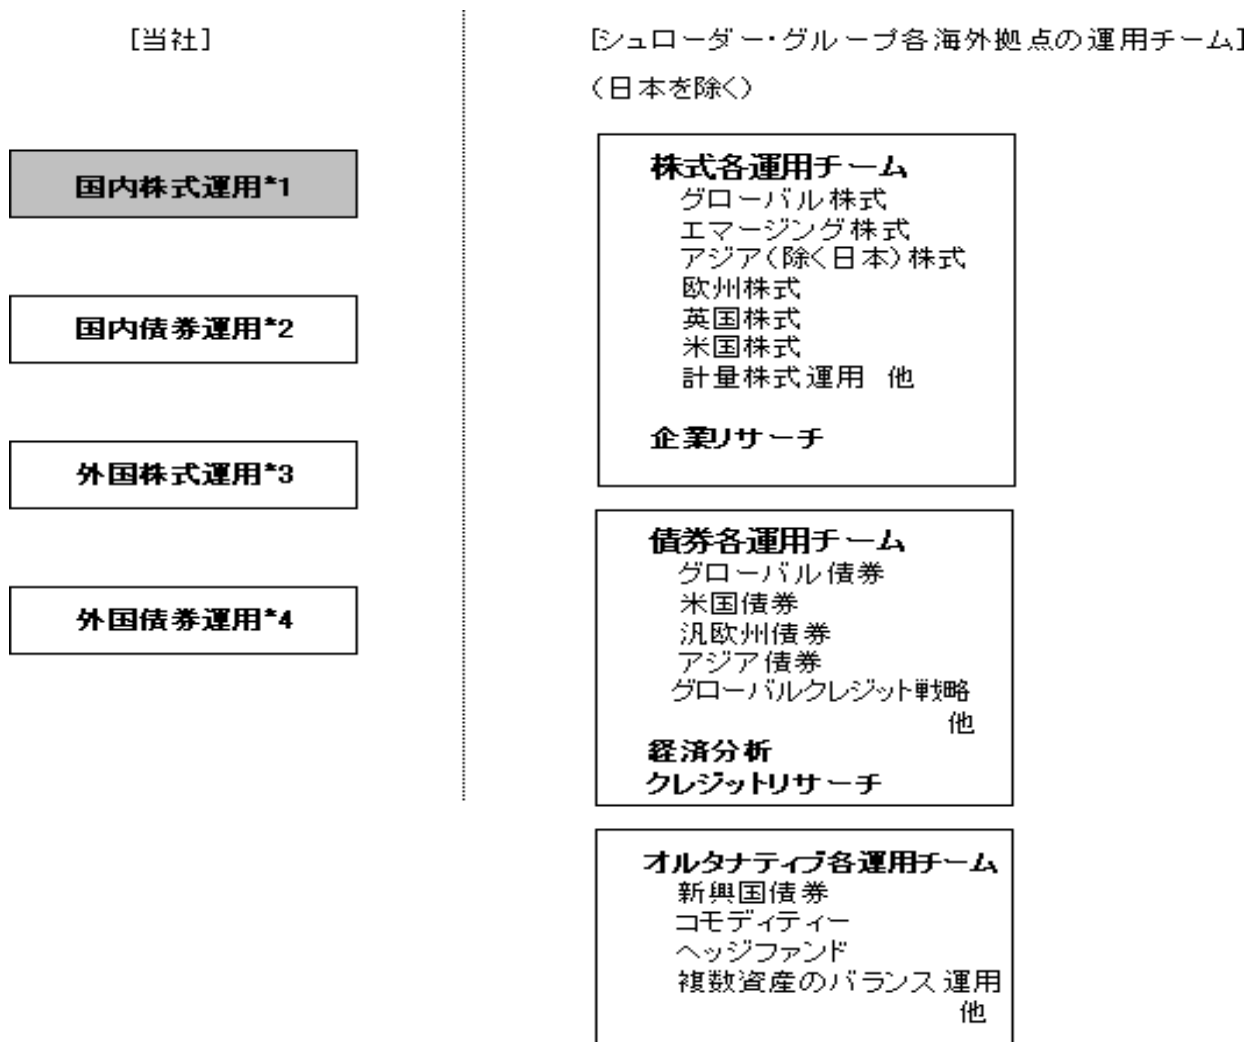 [当社]
[シュローダー・グループ各海外拠点の運用チーム]
(日本を除く)
国内株式運用*1
国内債券運用*2
外国株式運用*3
外国債券運用*4
株式各運用チーム
グローバル株式
エマージング株式
アジア(除く日本)株式
欧州株式
英国株式
米国株式
計量株式運用 他
企業リサーチ
債券各運用チーム
グローバル債券
米国債券
汎欧州債券
アジア債券
グローバルクレジット戦略
他
経済分析
クレジットリサーチ
オルタナティブ各運用チーム
新興国債券
コモディティー
ヘッジファンド
複数資産のバランス運用
他